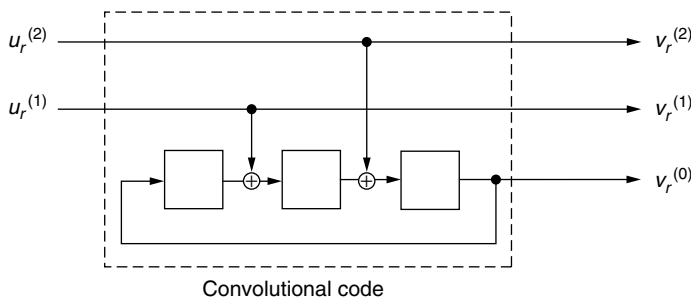 u_r^(2) v_r^(2)
u_r^(1) v_r^(1)
v_r^(0)
Convolutional code